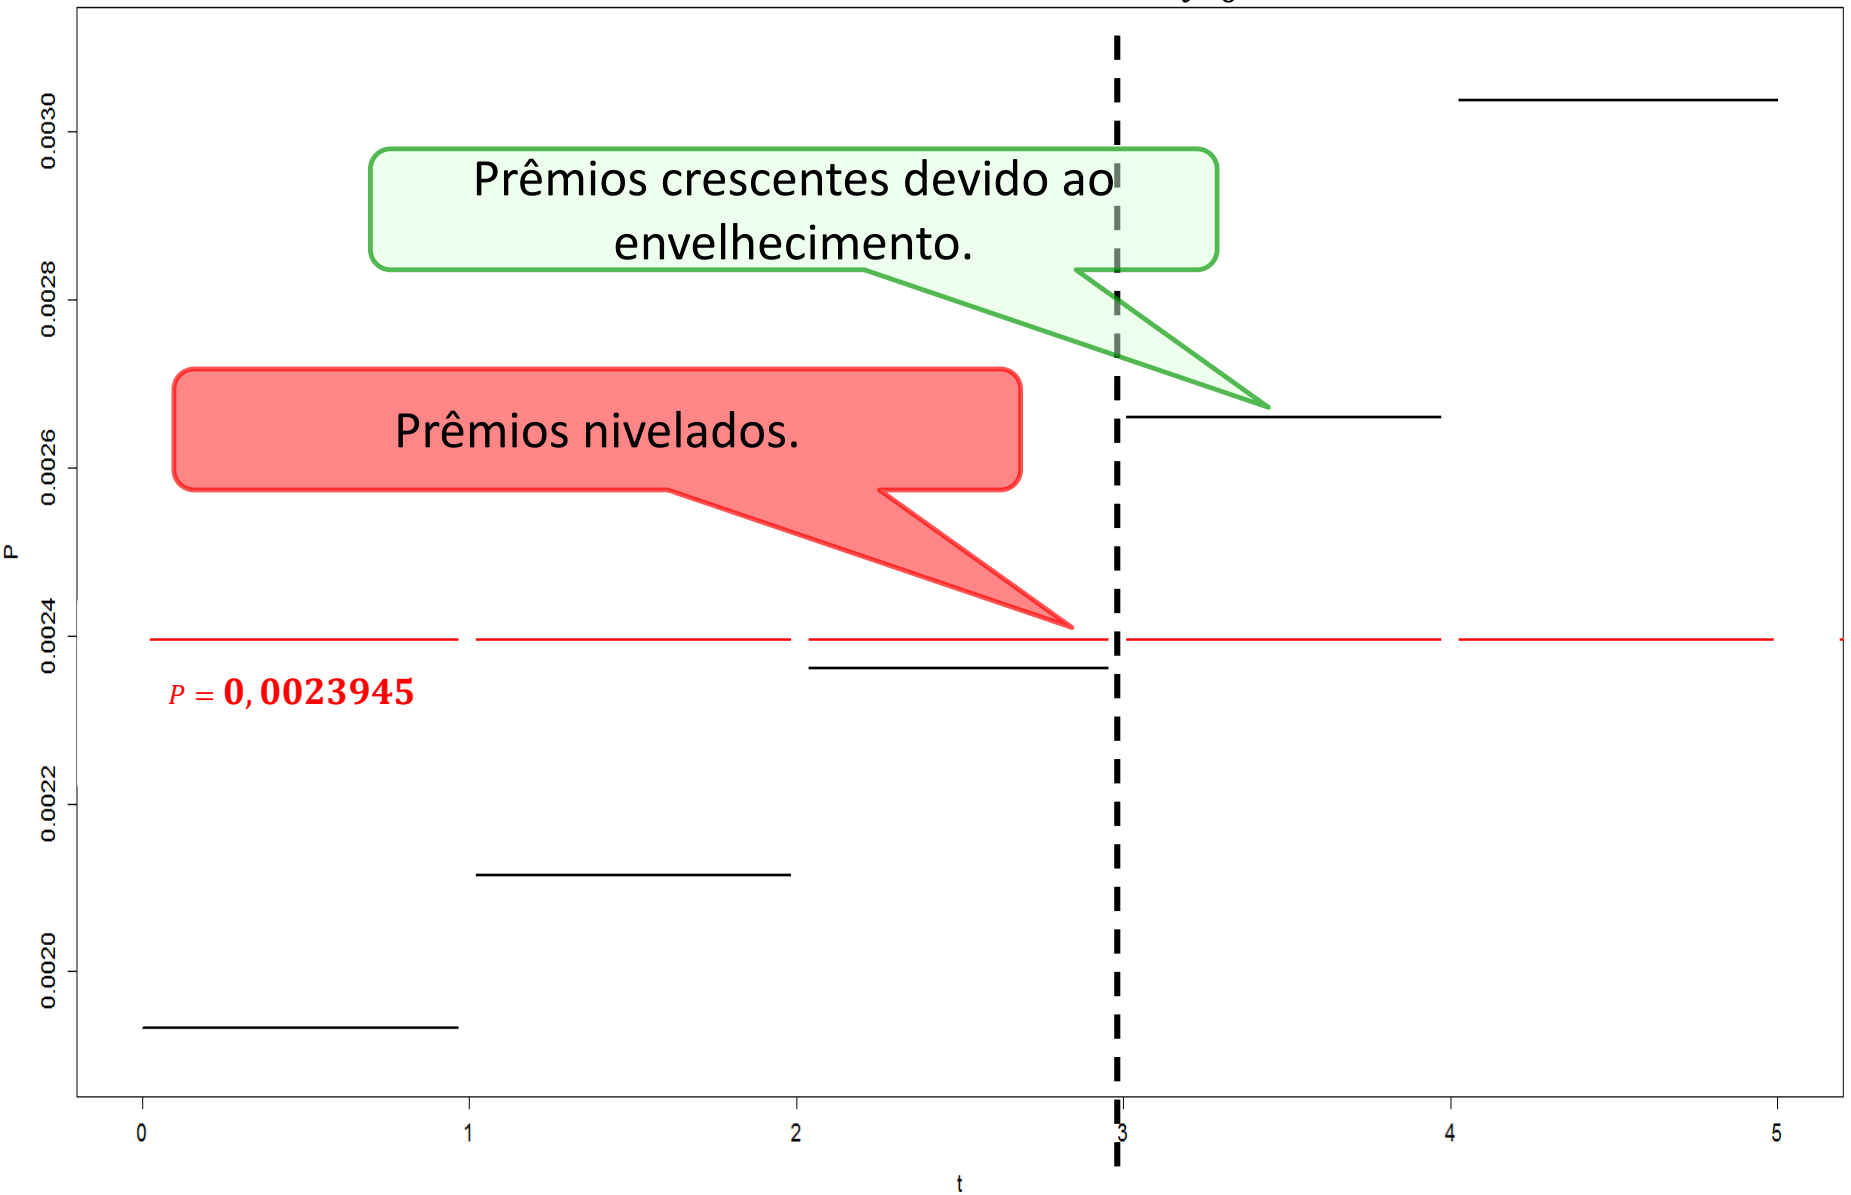 0.0030
Prêmios crescentes devido ao
envelhecimento.
0.0028
Prêmios nivelados.
0.0026
P
0.0024
P = 0,0023945
0.0022
0.0020
0 1 2 3 4 5
t